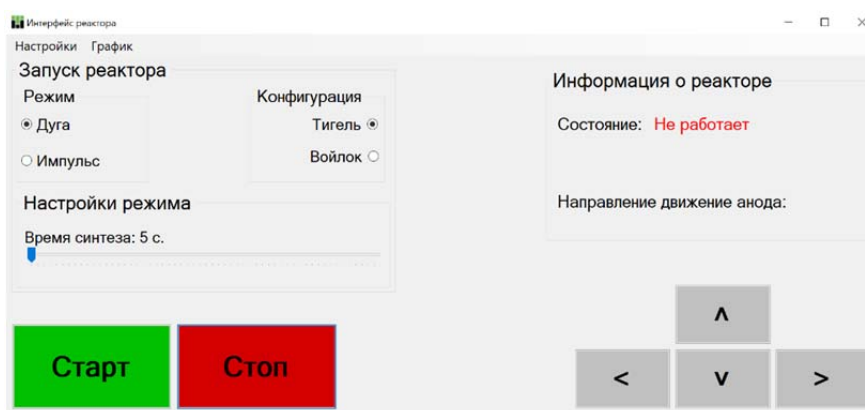 Интерфейс реактора
Настройки График
Запуск реактора
Режим
Дуга
Импульс
Конфигурация
Тигель
Войлок
Настройки режима
Время синтеза: 5 с.
Старт
Стоп
Информация о реакторе
Состояние: Не работает
Направление движение анода:
ʌ
<
v
>